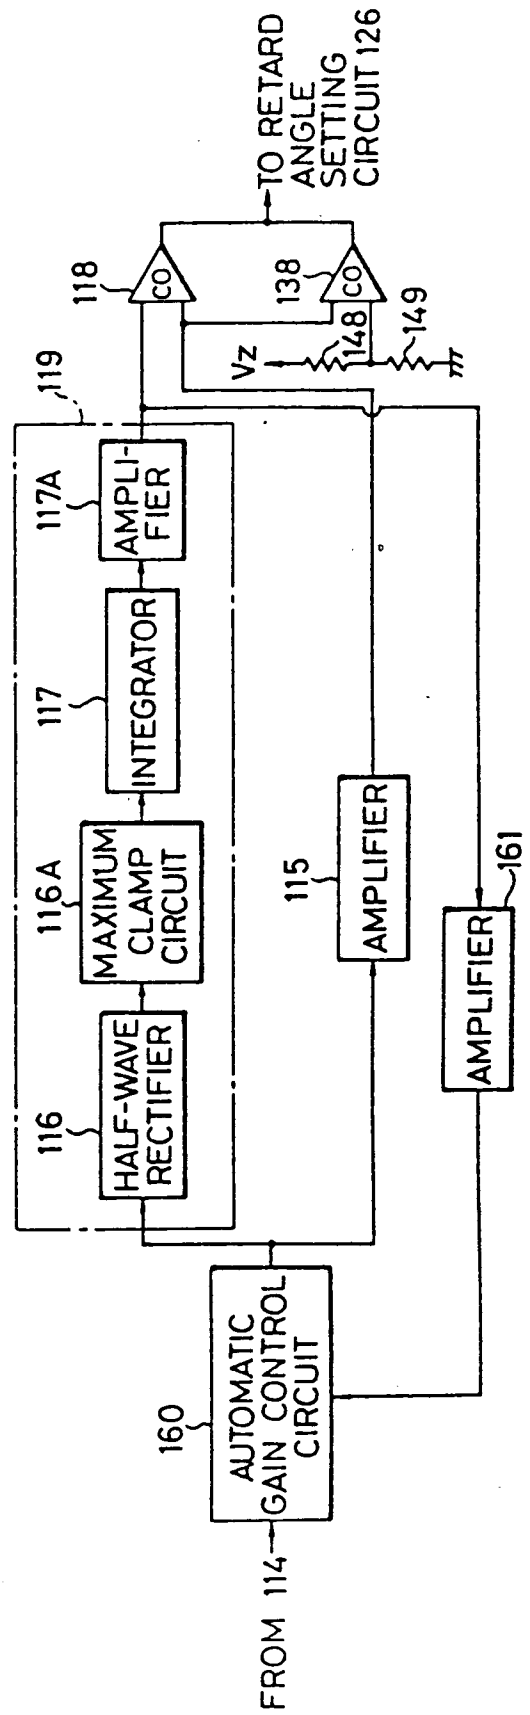 FROM 114
160
AUTOMATIC
GAIN CONTROL
CIRCUIT
116
HALF-WAVE
RECTIFIER
116A
MAXIMUM
CLAMP
CIRCUIT
117
INTEGRATOR
117A
AMPLI-
FIER
119
115
AMPLIFIER
161
AMPLIFIER
118
CO
138
CO
Vz
148
149
TO RETARD
ANGLE
SETTING
CIRCUIT 126